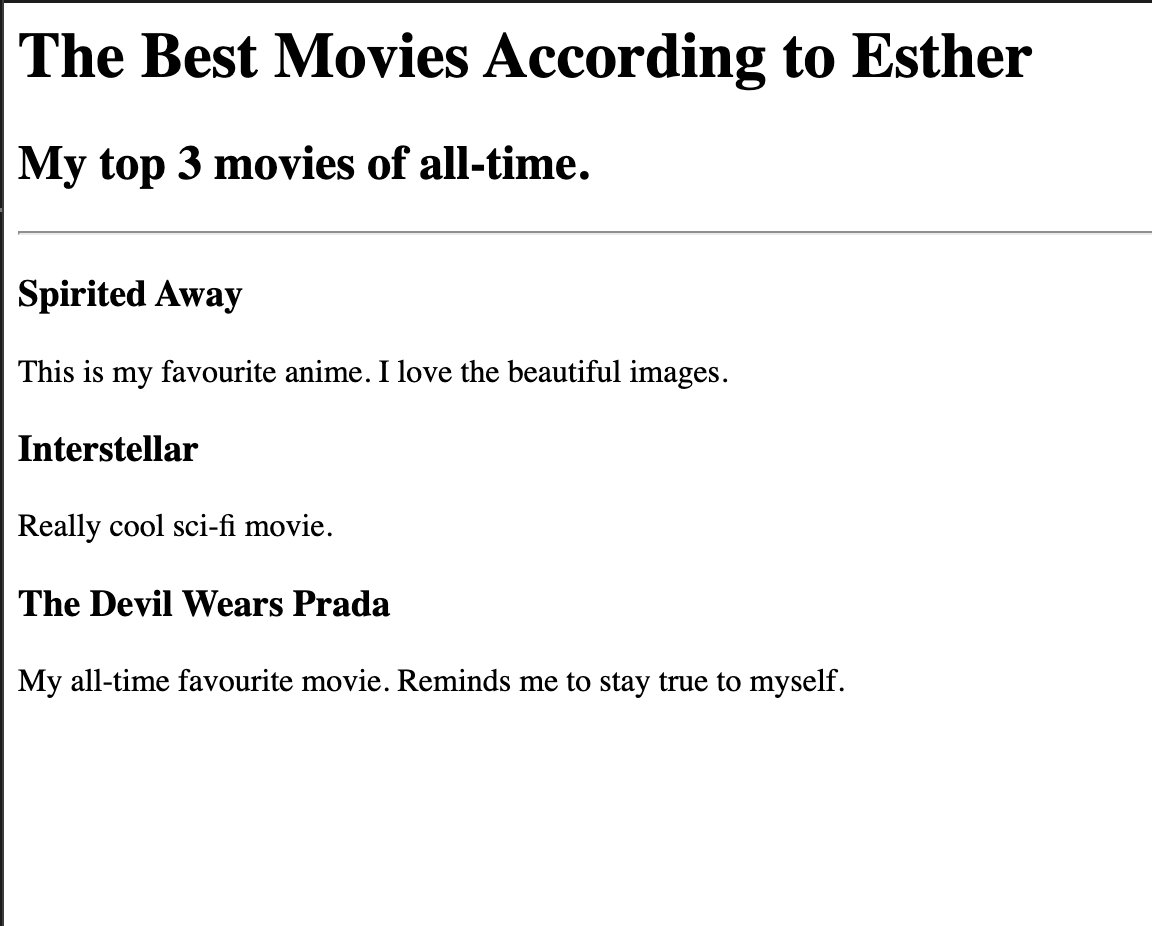 The Best Movies According to Esther
My top 3 movies of all-time.
Spirited Away
This is my favourite anime. I love the beautiful images.
Interstellar
Really cool sci-fi movie.
The Devil Wears Prada
My all-time favourite movie. Reminds me to stay true to myself.